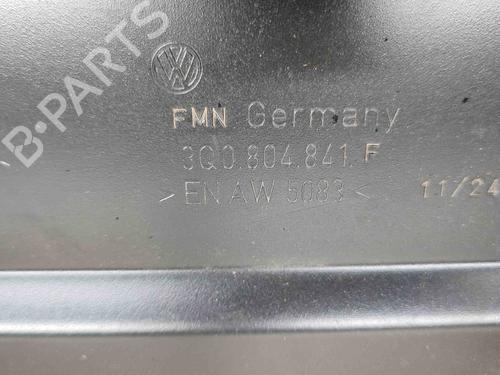 B-PARTS
VW
FMN Germany
3Q0.804.841.F
>EN AW 5083<
11/24